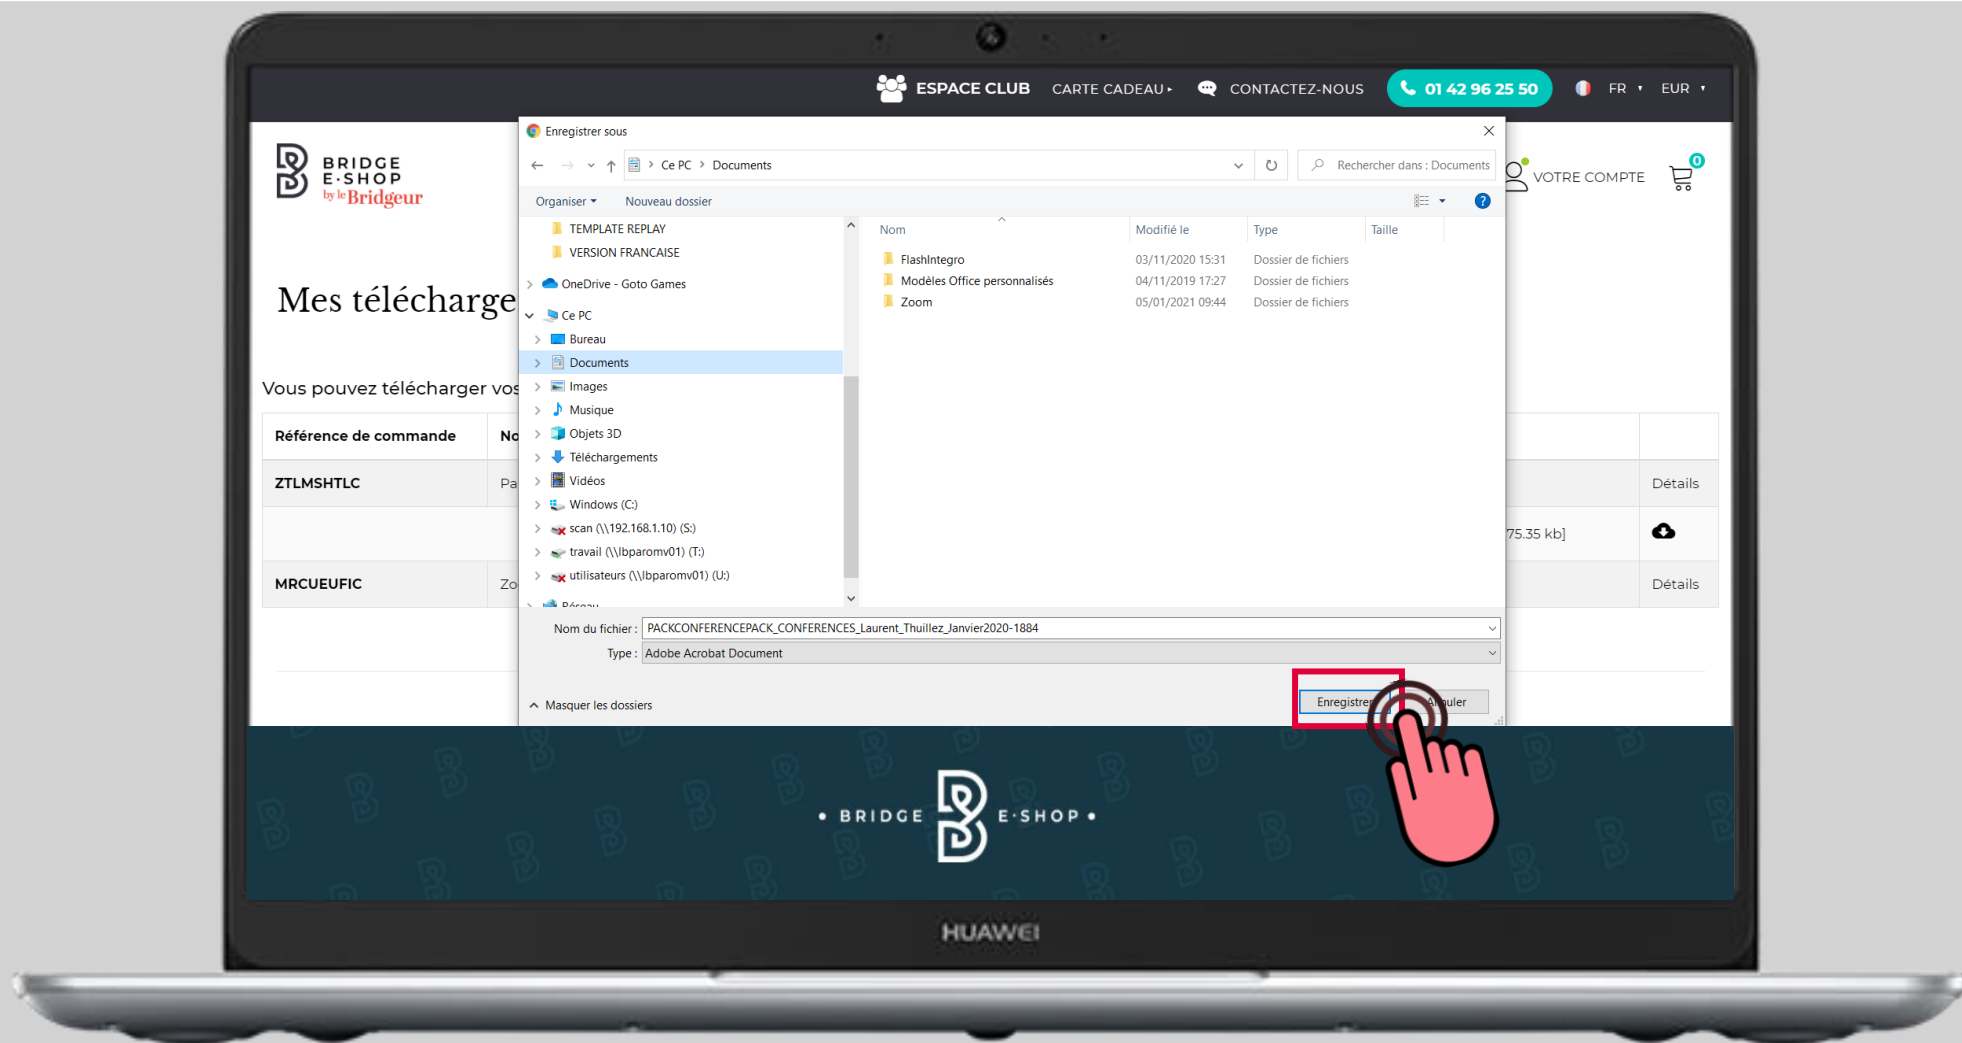 ESPACE CLUB CARTE CADEAU CONTACTEZ-NOUS 01 42 96 25 50 FR EUR
BRIDGE
E·SHOP
by le Bridgeur
VOTRE COMPTE 0
Enregistrer sous
Ce PC > Documents
Rechercher dans : Documents
Organiser Nouveau dossier
TEMPLATE REPLAY
VERSION FRANCAISE
OneDrive - Goto Games
Ce PC
Bureau
Documents
Images
Musique
Objets 3D
Téléchargements
Vidéos
Windows (C:)
scan (\\192.168.1.10) (S:)
travail (\\lbparomv01) (T:)
utilisateurs (\\lbparomv01) (U:)
Réseau
Nom Modifié le Type Taille
FlashIntegro 03/11/2020 15:31 Dossier de fichiers
Modèles Office personnalisés 04/11/2019 17:27 Dossier de fichiers
Zoom 05/01/2021 09:44 Dossier de fichiers
Nom du fichier : PACKCONFERENCEPACK_CONFERENCES_Laurent_Thuillez_Janvier2020-1884
Type : Adobe Acrobat Document
Masquer les dossiers
Enregistrer Annuler
Mes télécharge
Vous pouvez télécharger vos
Référence de commande No
ZTLMSHTLC Pa Détails
75.35 kb]
MRCUEUFIC Zo Détails
• BRIDGE B E·SHOP •
HUAWEI